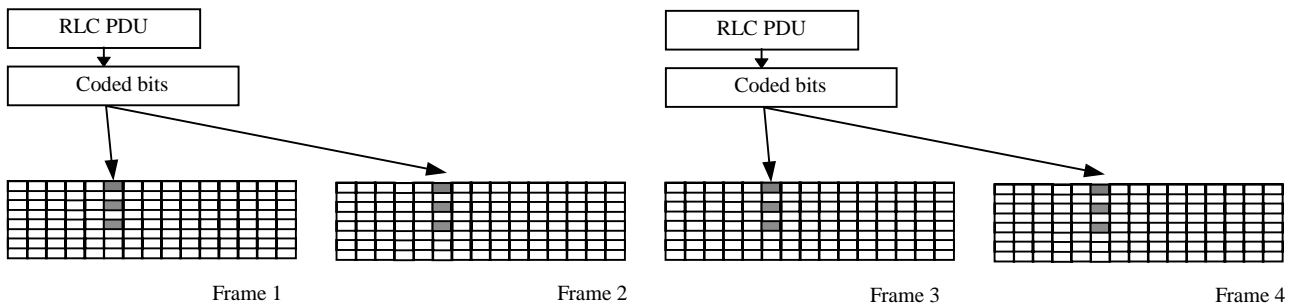 RLC PDU
Coded bits
RLC PDU
Coded bits
Frame 1
Frame 2
Frame 3
Frame 4